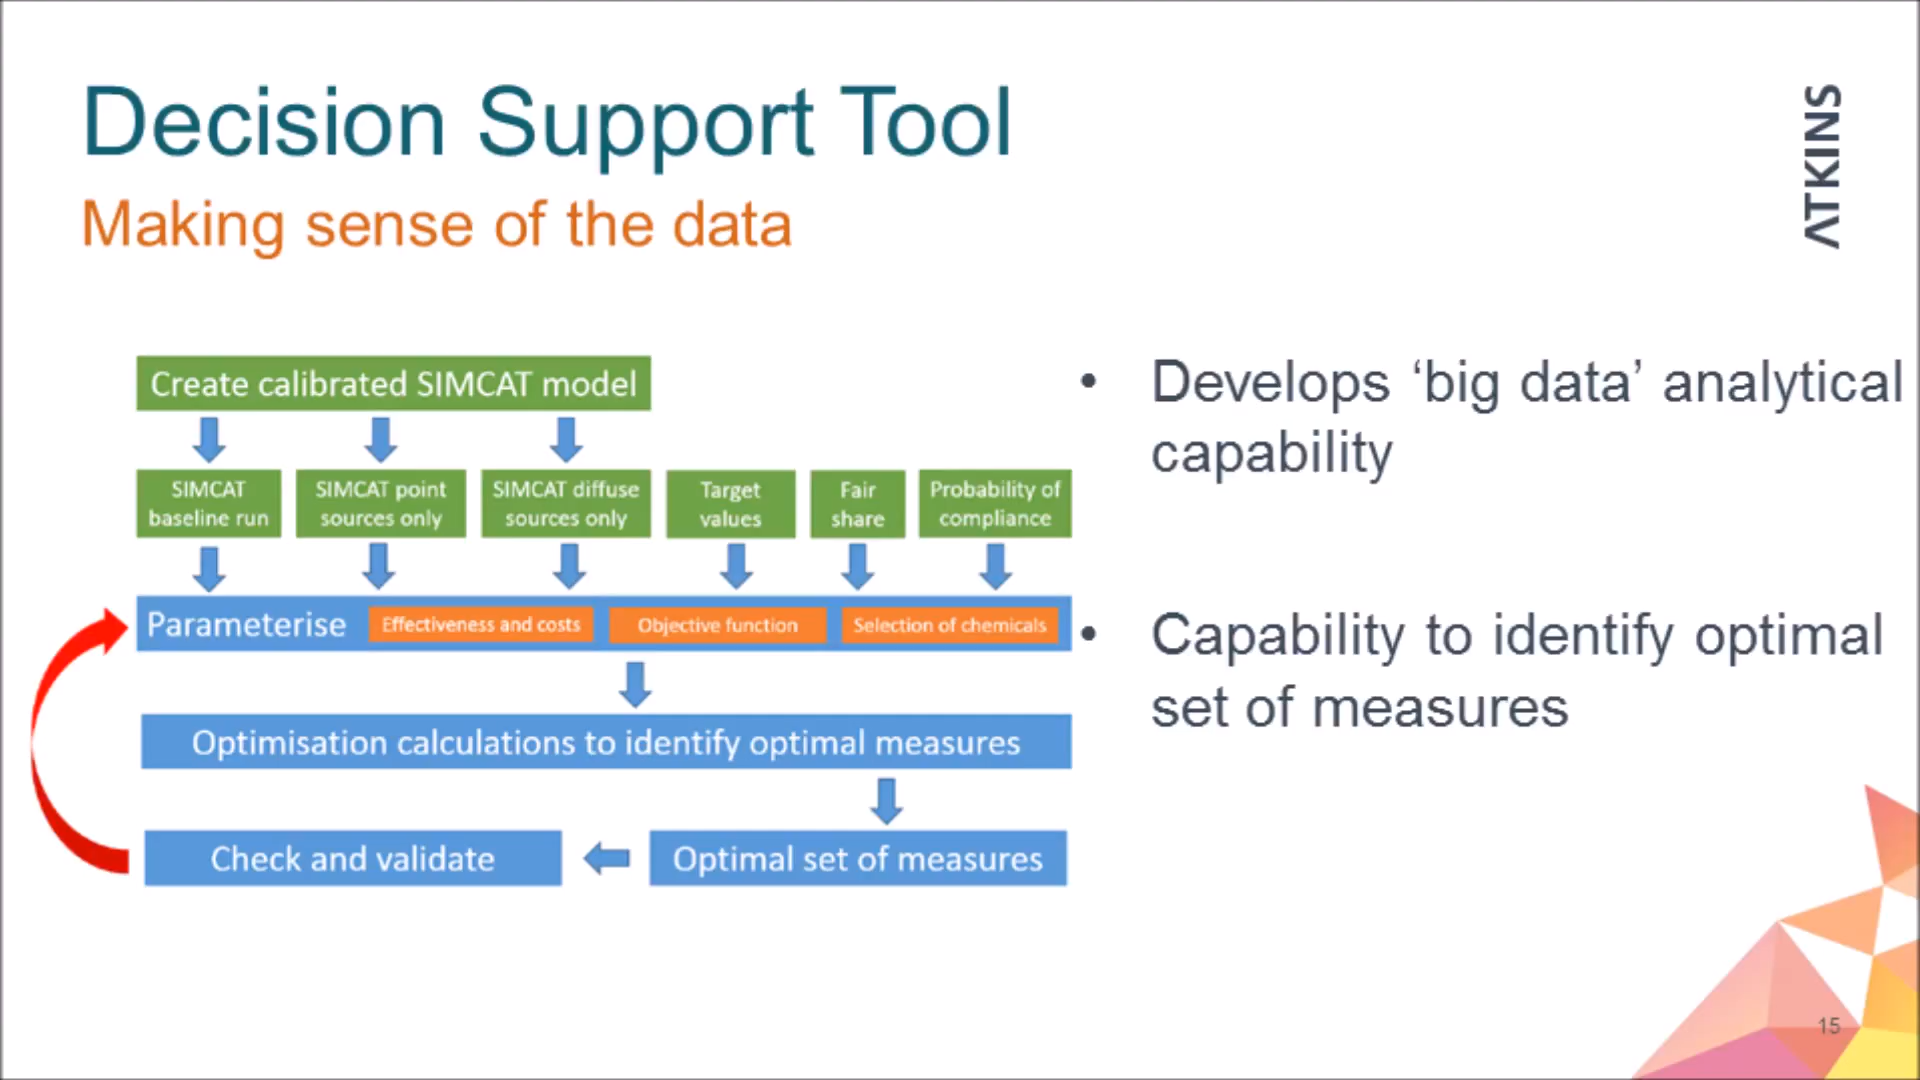 Decision Support Tool
Making sense of the data
ATKINS
Create calibrated SIMCAT model
SIMCAT
baseline run
SIMCAT point
sources only
SIMCAT diffuse
sources only
Target
values
Fair
share
Probability of
compliance
Parameterise
Effectiveness and costs
Objective function
Selection of chemicals
Optimisation calculations to identify optimal measures
Check and validate
Optimal set of measures
• Develops ‘big data’ analytical
capability
• Capability to identify optimal
set of measures
15